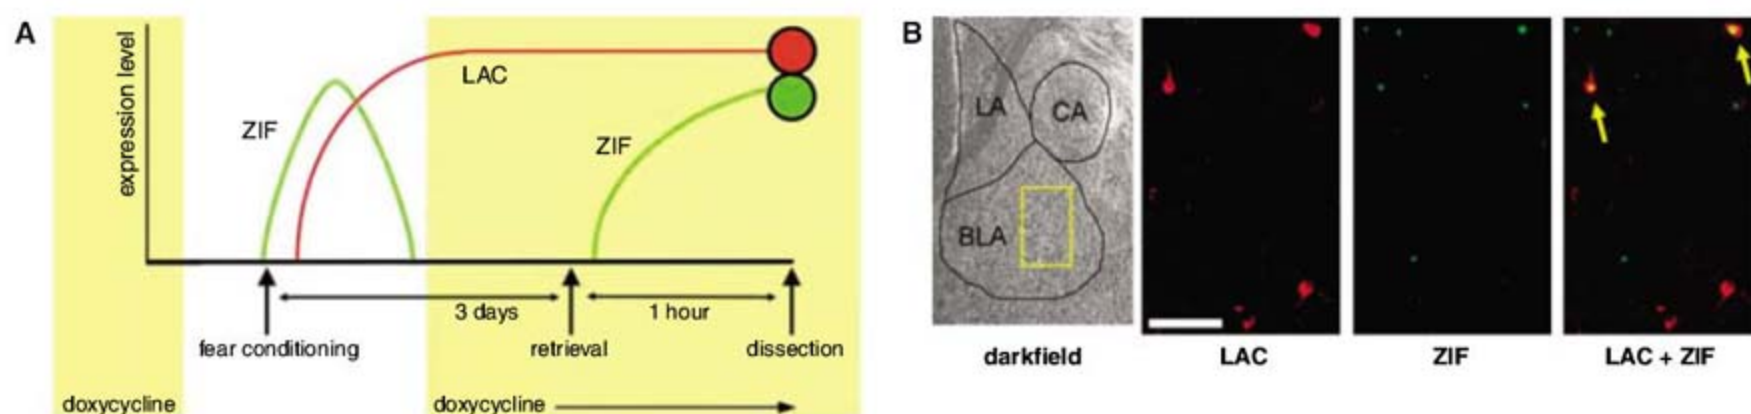 A
expression level
ZIF
LAC
ZIF
3 days
1 hour
fear conditioning
retrieval
dissection
doxycycline
doxycycline
B
LA
CA
BLA
darkfield
LAC
ZIF
LAC + ZIF